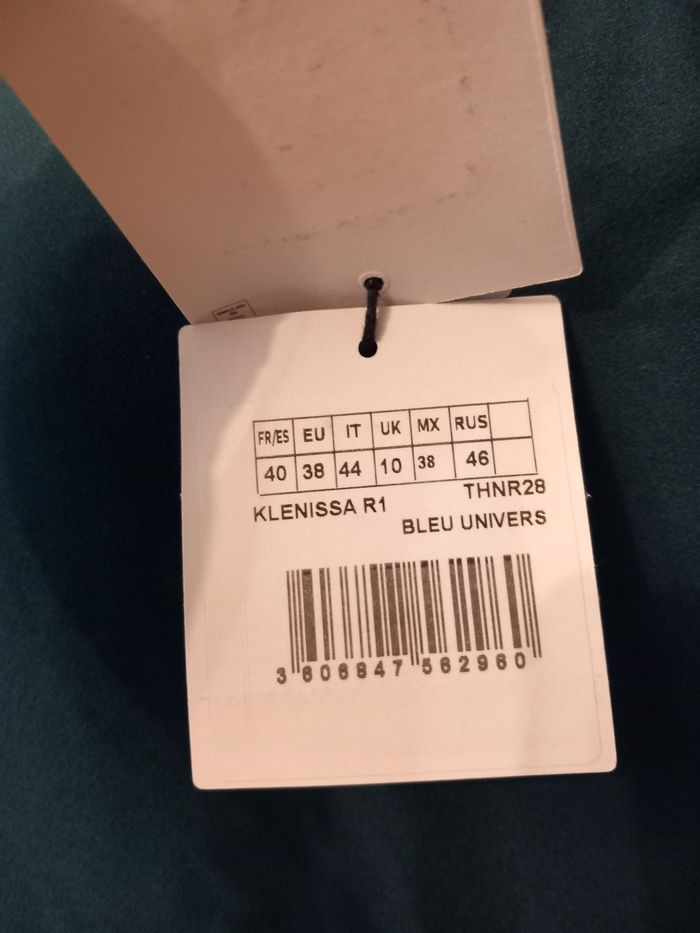 FR/ES EU IT UK MX RUS
40 38 44 10 38 46
KLENISSA R1 THNR28
BLEU UNIVERS
3 606847 562960